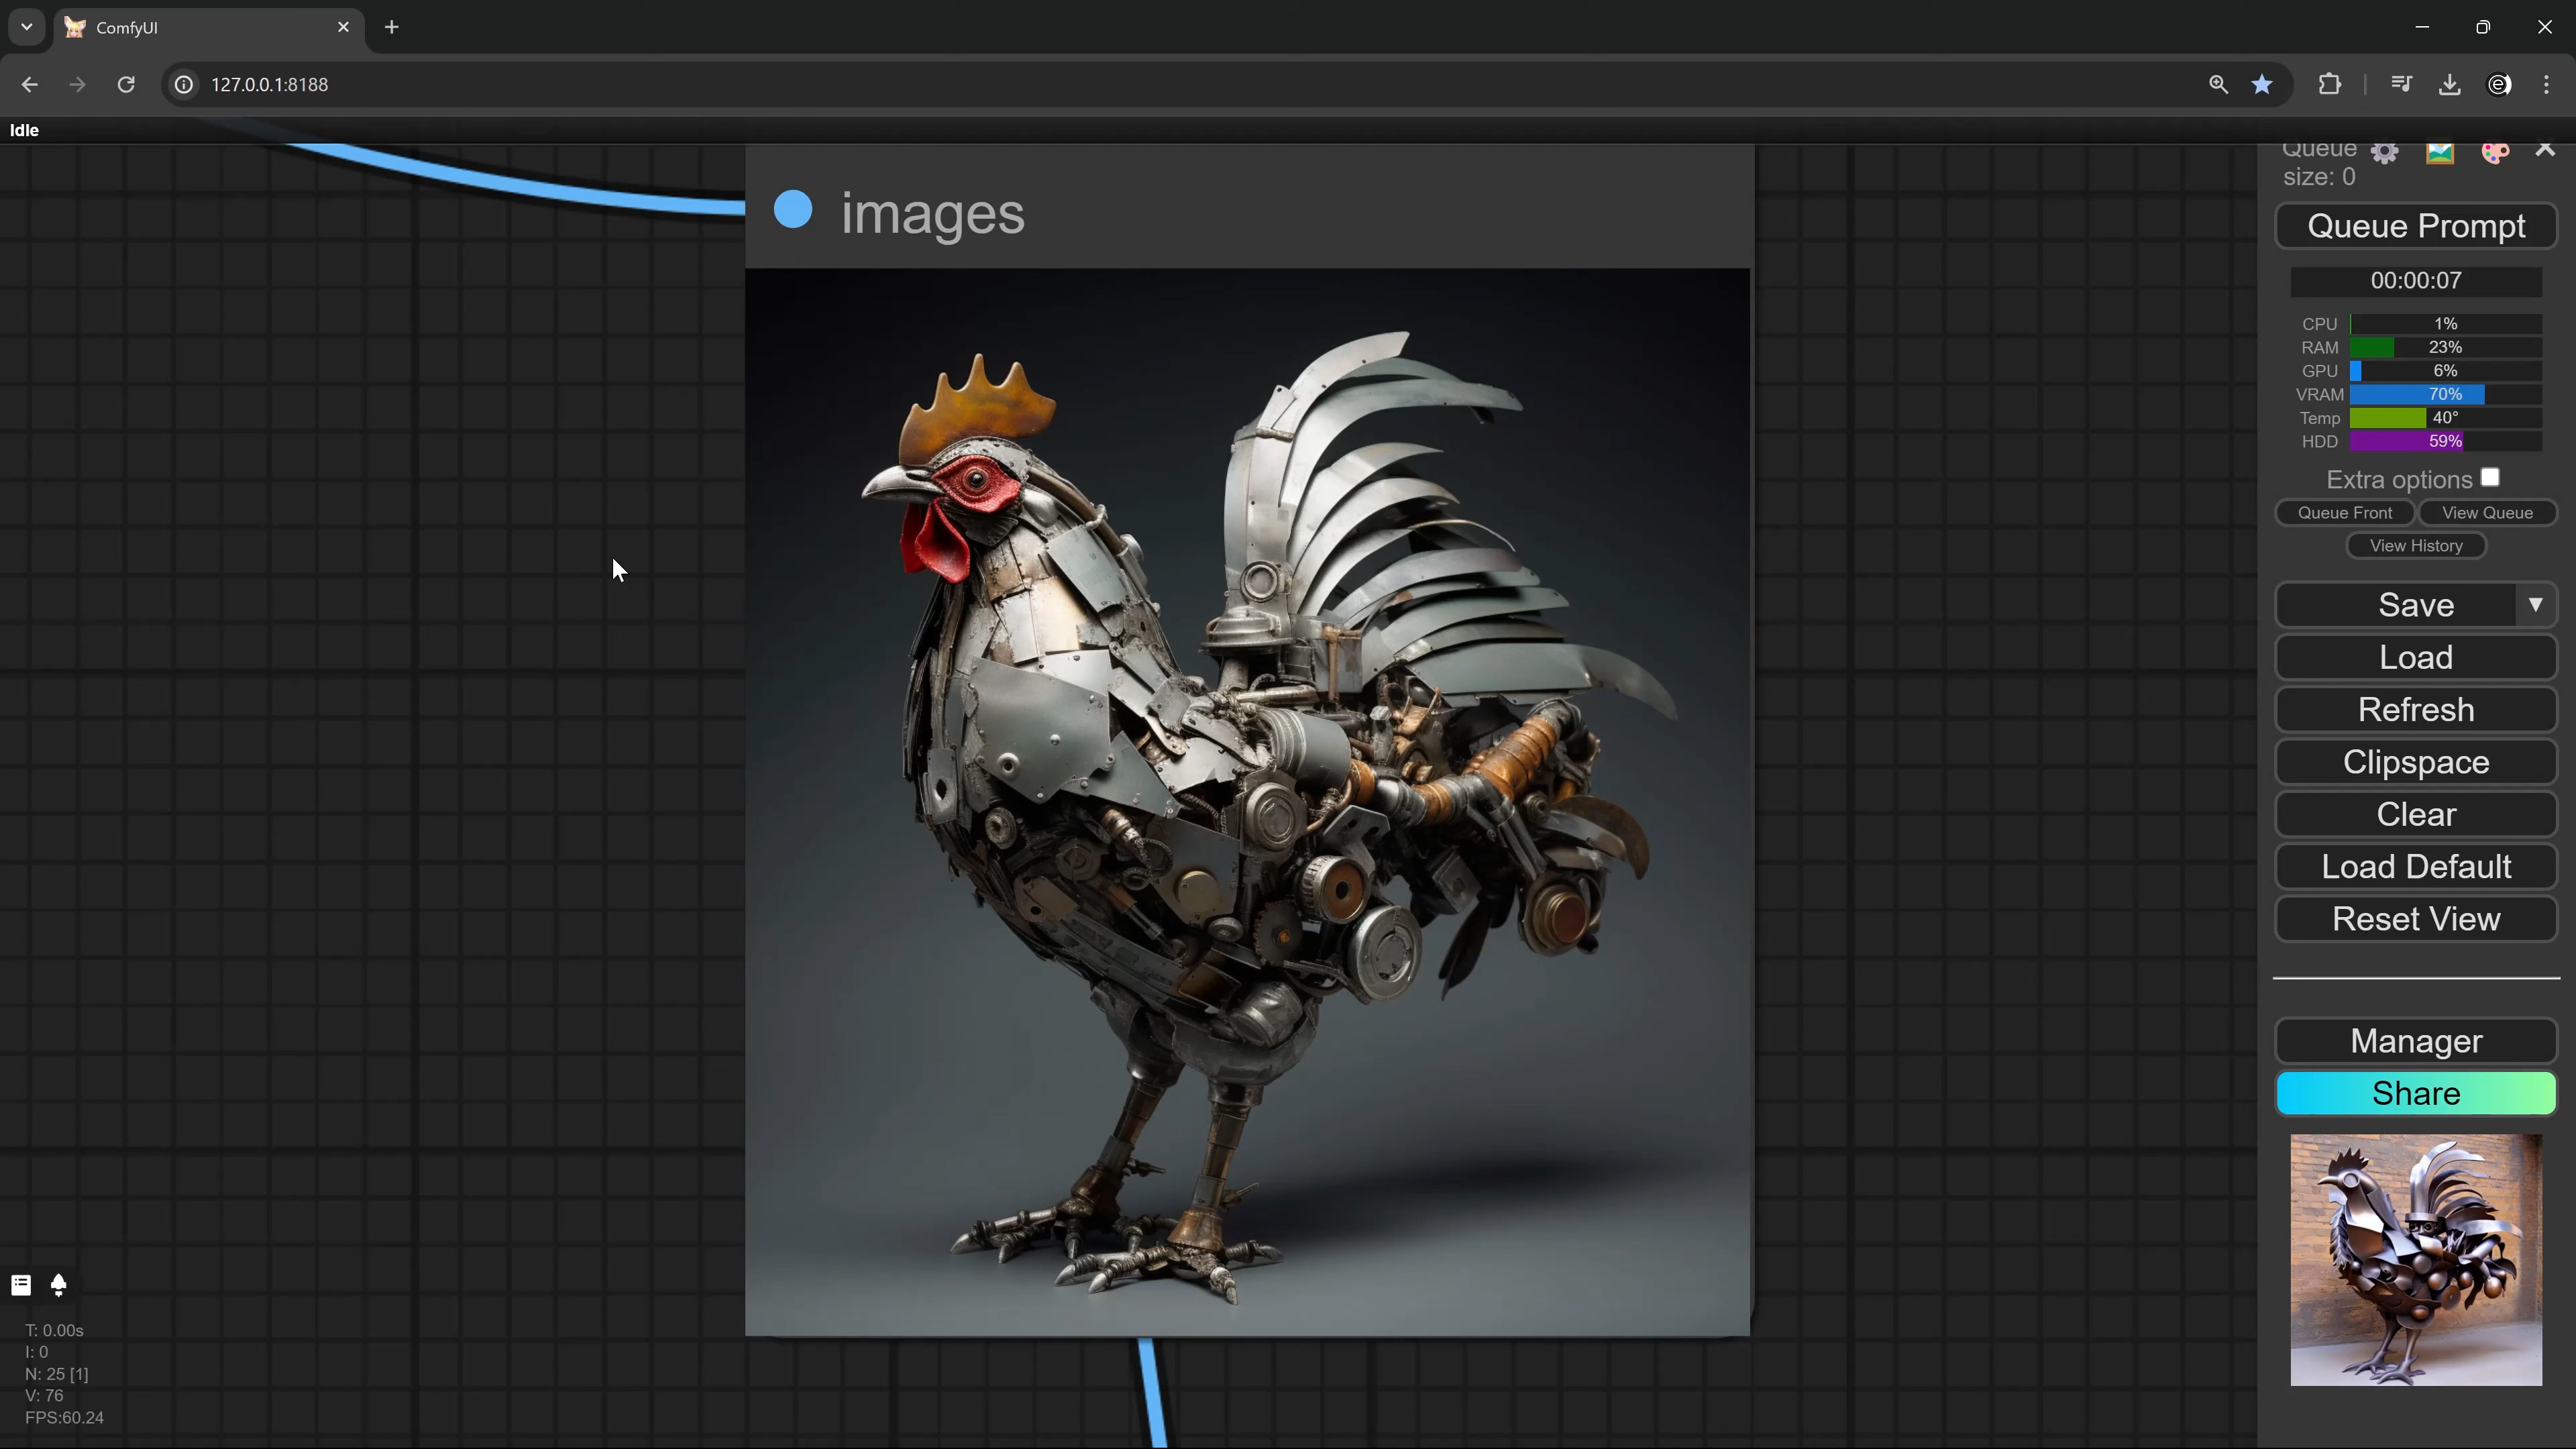 ComfyUI
127.0.0.1:8188
Idle
images
Queue
size: 0
Queue Prompt
00:00:07
CPU 1%
RAM 23%
GPU 6%
VRAM 70%
Temp 40°
HDD 59%
Extra options
Queue Front View Queue
View History
Save ▼
Load
Refresh
Clipspace
Clear
Load Default
Reset View
Manager
Share
T: 0.00s
I: 0
N: 25 [1]
V: 76
FPS:60.24